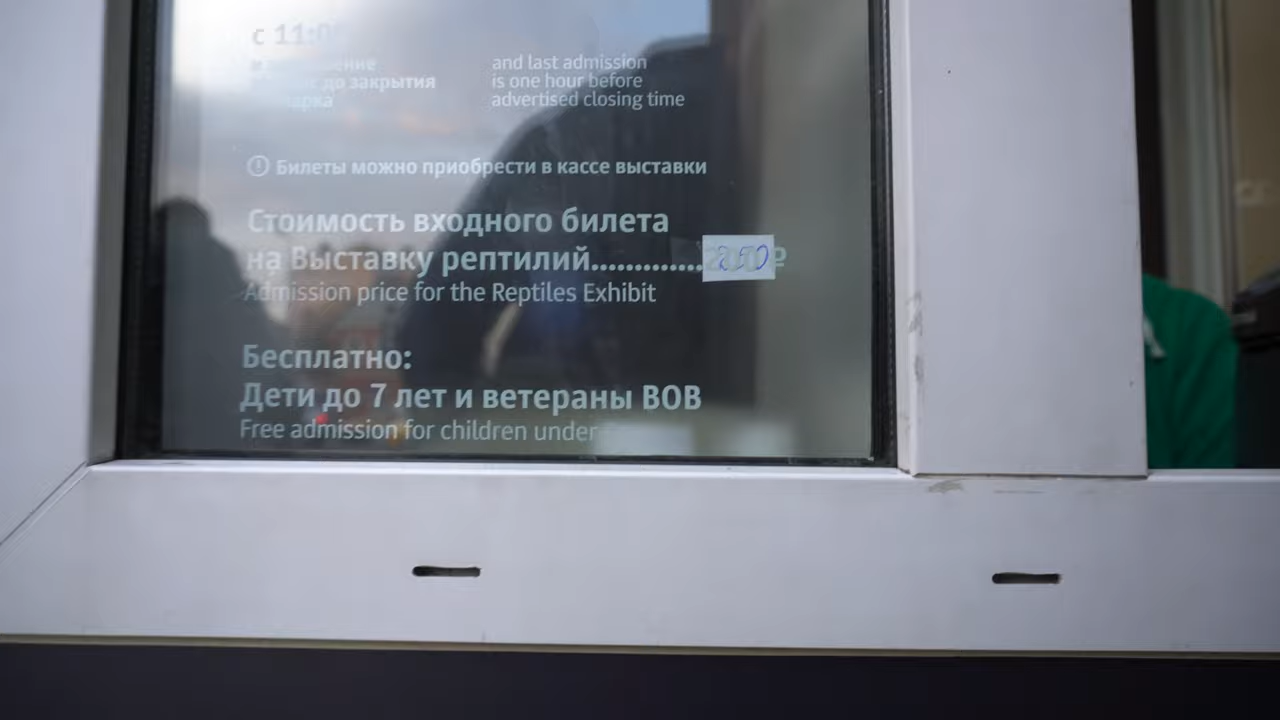 с 11:0
до закрытия
and last admission
is one hour before
advertised closing time
Билеты можно приобрести в кассе выставки
Стоимость входного билета
на Выставку рептилий.............250 ₽
Admission price for the Reptiles Exhibit
Бесплатно:
Дети до 7 лет и ветераны ВОВ
Free admission for children under